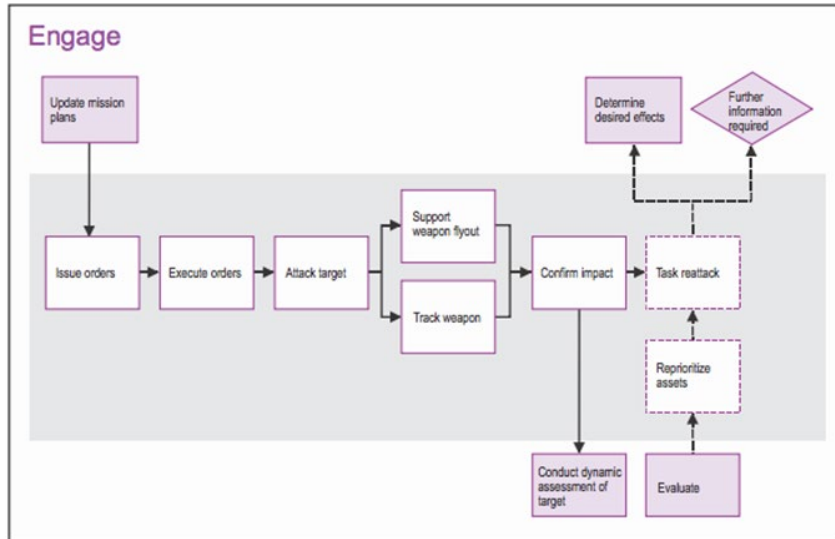 Engage
Update mission
plans
Determine
desired effects
Further
information
required
Issue orders
Execute orders
Attack target
Support
weapon flyout
Track weapon
Confirm impact
Task reattack
Reprioritize
assets
Conduct dynamic
assessment of
target
Evaluate